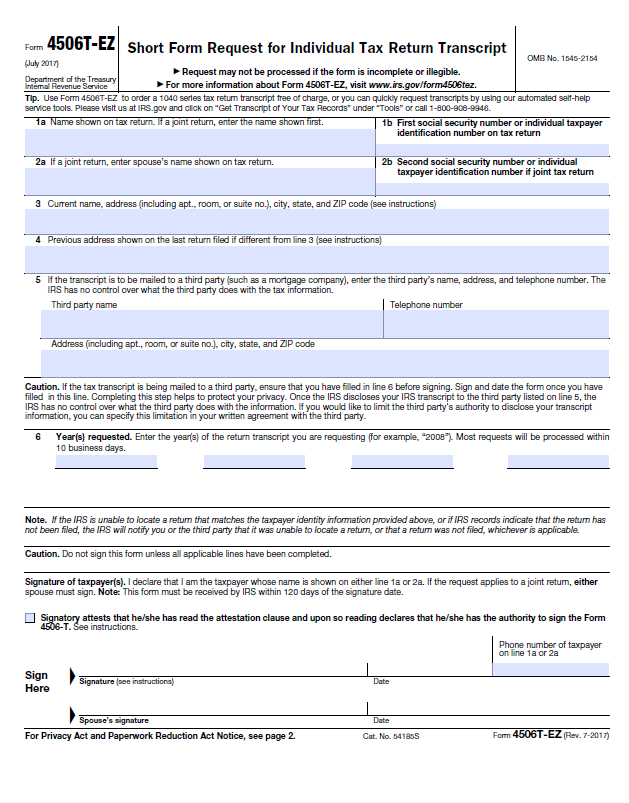 Form 4506T-EZ
(July 2017)
Department of the Treasury
Internal Revenue Service
Short Form Request for Individual Tax Return Transcript
▶ Request may not be processed if the form is incomplete or illegible.
▶ For more information about Form 4506T-EZ, visit www.irs.gov/form4506tez.
OMB No. 1545-2154
Tip. Use Form 4506T-EZ to order a 1040 series tax return transcript free of charge, or you can quickly request transcripts by using our automated self-help
service tools. Please visit us at IRS.gov and click on “Get Transcript of Your Tax Records” under “Tools” or call 1-800-908-9946.
1a Name shown on tax return. If a joint return, enter the name shown first.
1b First social security number or individual taxpayer
identification number on tax return
2a If a joint return, enter spouse’s name shown on tax return.
2b Second social security number or individual
taxpayer identification number if joint tax return
3 Current name, address (including apt., room, or suite no.), city, state, and ZIP code (see instructions)
4 Previous address shown on the last return filed if different from line 3 (see instructions)
5 If the transcript is to be mailed to a third party (such as a mortgage company), enter the third party’s name, address, and telephone number. The
IRS has no control over what the third party does with the tax information.
Third party name
Telephone number
Address (including apt., room, or suite no.), city, state, and ZIP code
Caution. If the tax transcript is being mailed to a third party, ensure that you have filled in line 6 before signing. Sign and date the form once you have
filled in this line. Completing this step helps to protect your privacy. Once the IRS discloses your IRS transcript to the third party listed on line 5, the
IRS has no control over what the third party does with the information. If you would like to limit the third party’s authority to disclose your transcript
information, you can specify this limitation in your written agreement with the third party.
6 Year(s) requested. Enter the year(s) of the return transcript you are requesting (for example, “2008”). Most requests will be processed within
10 business days.
Note. If the IRS is unable to locate a return that matches the taxpayer identity information provided above, or if IRS records indicate that the return has
not been filed, the IRS will notify you or the third party that it was unable to locate a return, or that a return was not filed, whichever is applicable.
Caution. Do not sign this form unless all applicable lines have been completed.
Signature of taxpayer(s). I declare that I am the taxpayer whose name is shown on either line 1a or 2a. If the request applies to a joint return, either
spouse must sign. Note: This form must be received by IRS within 120 days of the signature date.
Signatory attests that he/she has read the attestation clause and upon so reading declares that he/she has the authority to sign the Form
4506-T. See instructions.
Phone number of taxpayer
on line 1a or 2a
Sign
Here
Signature (see instructions)
Date
Spouse’s signature
Date
For Privacy Act and Paperwork Reduction Act Notice, see page 2.
Cat. No. 54185S
Form 4506T-EZ (Rev. 7-2017)